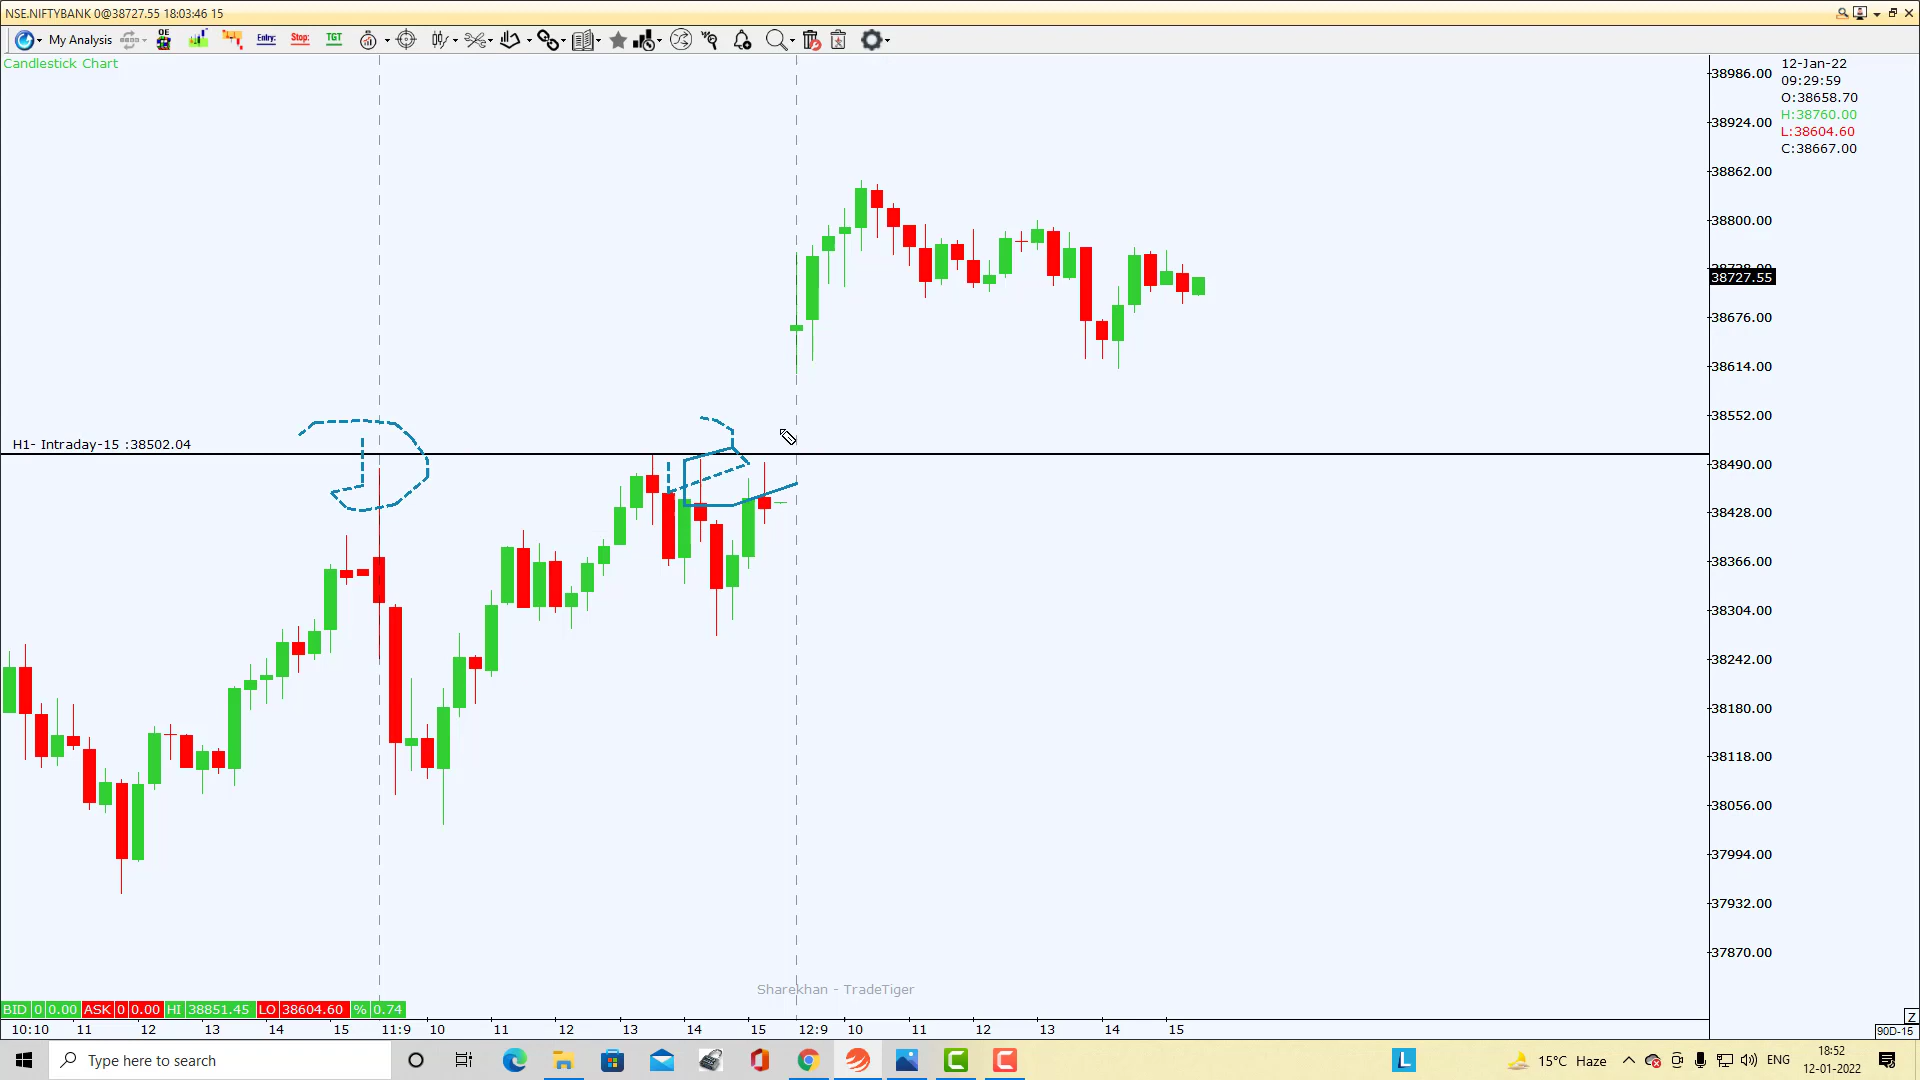 NSE.NIFTYBANK 0@38727.55 18:03:46 15
My Analysis
OE
Entry:
Stop:
TGT
Candlestick Chart
12-Jan-22
09:29:59
O:38658.70
H:38760.00
L:38604.60
C:38667.00
38986.00
38924.00
38862.00
38800.00
38727.55
38676.00
38614.00
38552.00
38490.00
38428.00
38366.00
38304.00
38242.00
38180.00
38118.00
38056.00
37994.00
37932.00
37870.00
H1- Intraday-15 :38502.04
Sharekhan - TradeTiger
BID 0 0.00 ASK 0 0.00 HI 38851.45 LO 38604.60 % 0.74
10:10 11 12 13 14 15 11:9 10 11 12 13 14 15 12:9 10 11 12 13 14 15
Z
90D-15
Type here to search
L
15°C Haze
ENG
18:52
12-01-2022